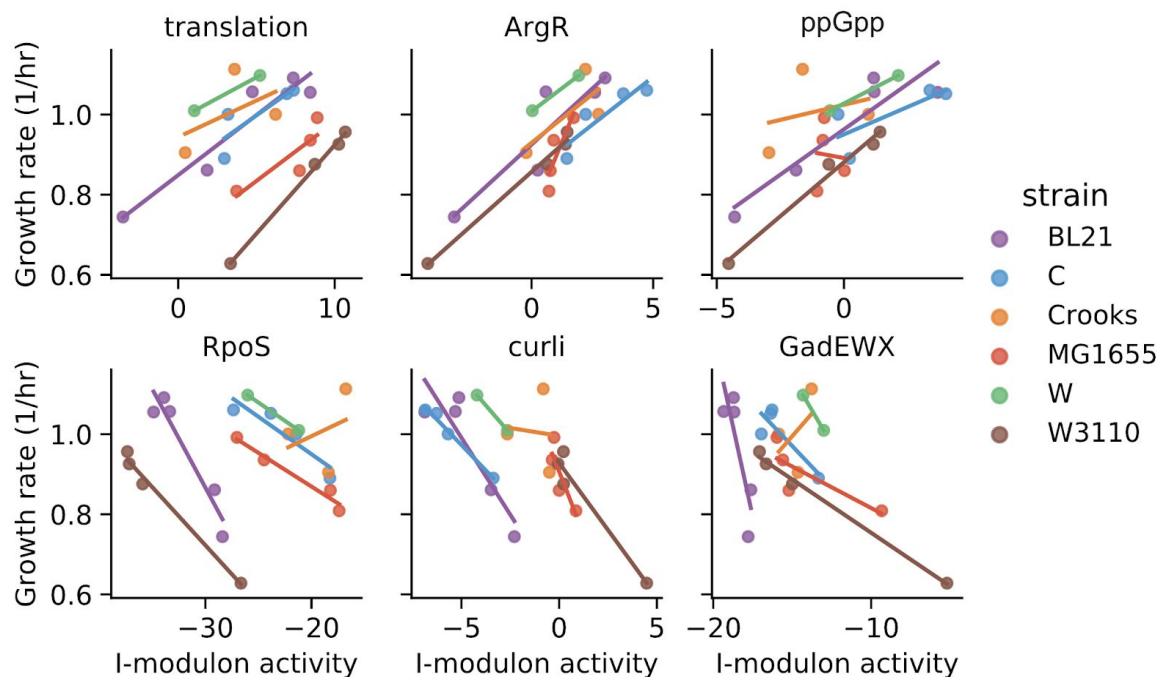 translation ArgR ppGpp
Growth rate (1/hr)
1.0
0.8
0.6
0 10 0 5 −5 0
RpoS curli GadEWX
Growth rate (1/hr)
1.0
0.8
0.6
−30 −20 −5 0 5 −20 −10
I-modulon activity I-modulon activity I-modulon activity
strain
BL21
C
Crooks
MG1655
W
W3110